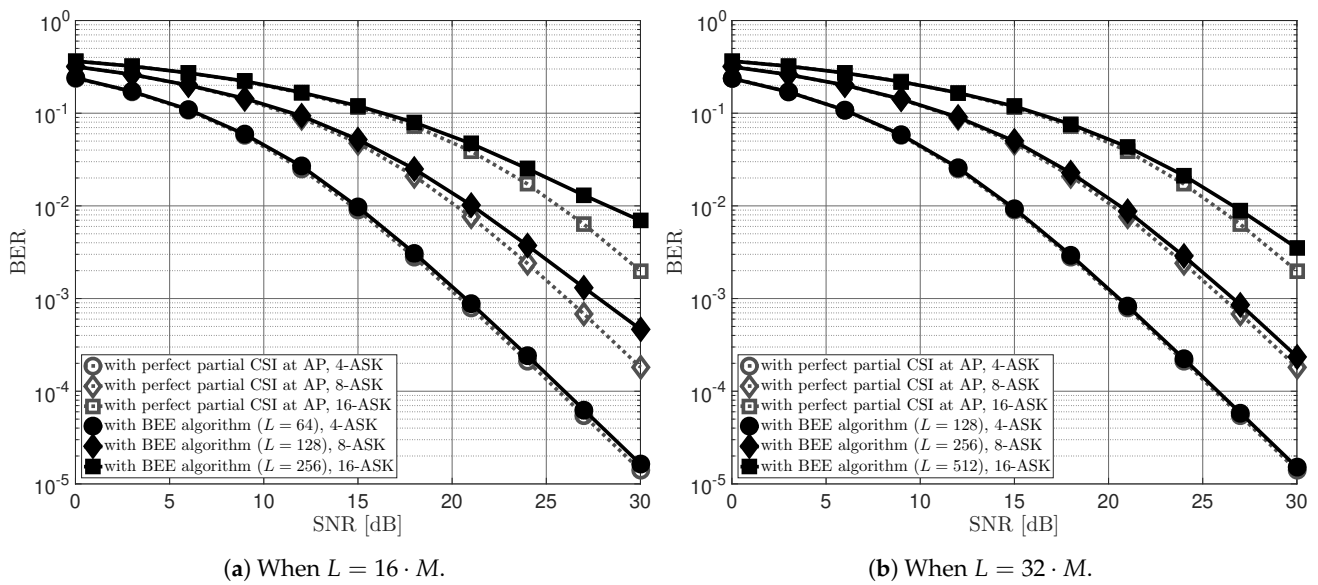 10^0
10^-1
10^-2
10^-3
10^-4
10^-5
BER
with perfect partial CSI at AP, 4-ASK
with perfect partial CSI at AP, 8-ASK
with perfect partial CSI at AP, 16-ASK
with BEE algorithm (L = 64), 4-ASK
with BEE algorithm (L = 128), 8-ASK
with BEE algorithm (L = 256), 16-ASK
0 5 10 15 20 25 30
SNR [dB]
(a) When L = 16 · M.
10^0
10^-1
10^-2
10^-3
10^-4
10^-5
BER
with perfect partial CSI at AP, 4-ASK
with perfect partial CSI at AP, 8-ASK
with perfect partial CSI at AP, 16-ASK
with BEE algorithm (L = 128), 4-ASK
with BEE algorithm (L = 256), 8-ASK
with BEE algorithm (L = 512), 16-ASK
0 5 10 15 20 25 30
SNR [dB]
(b) When L = 32 · M.